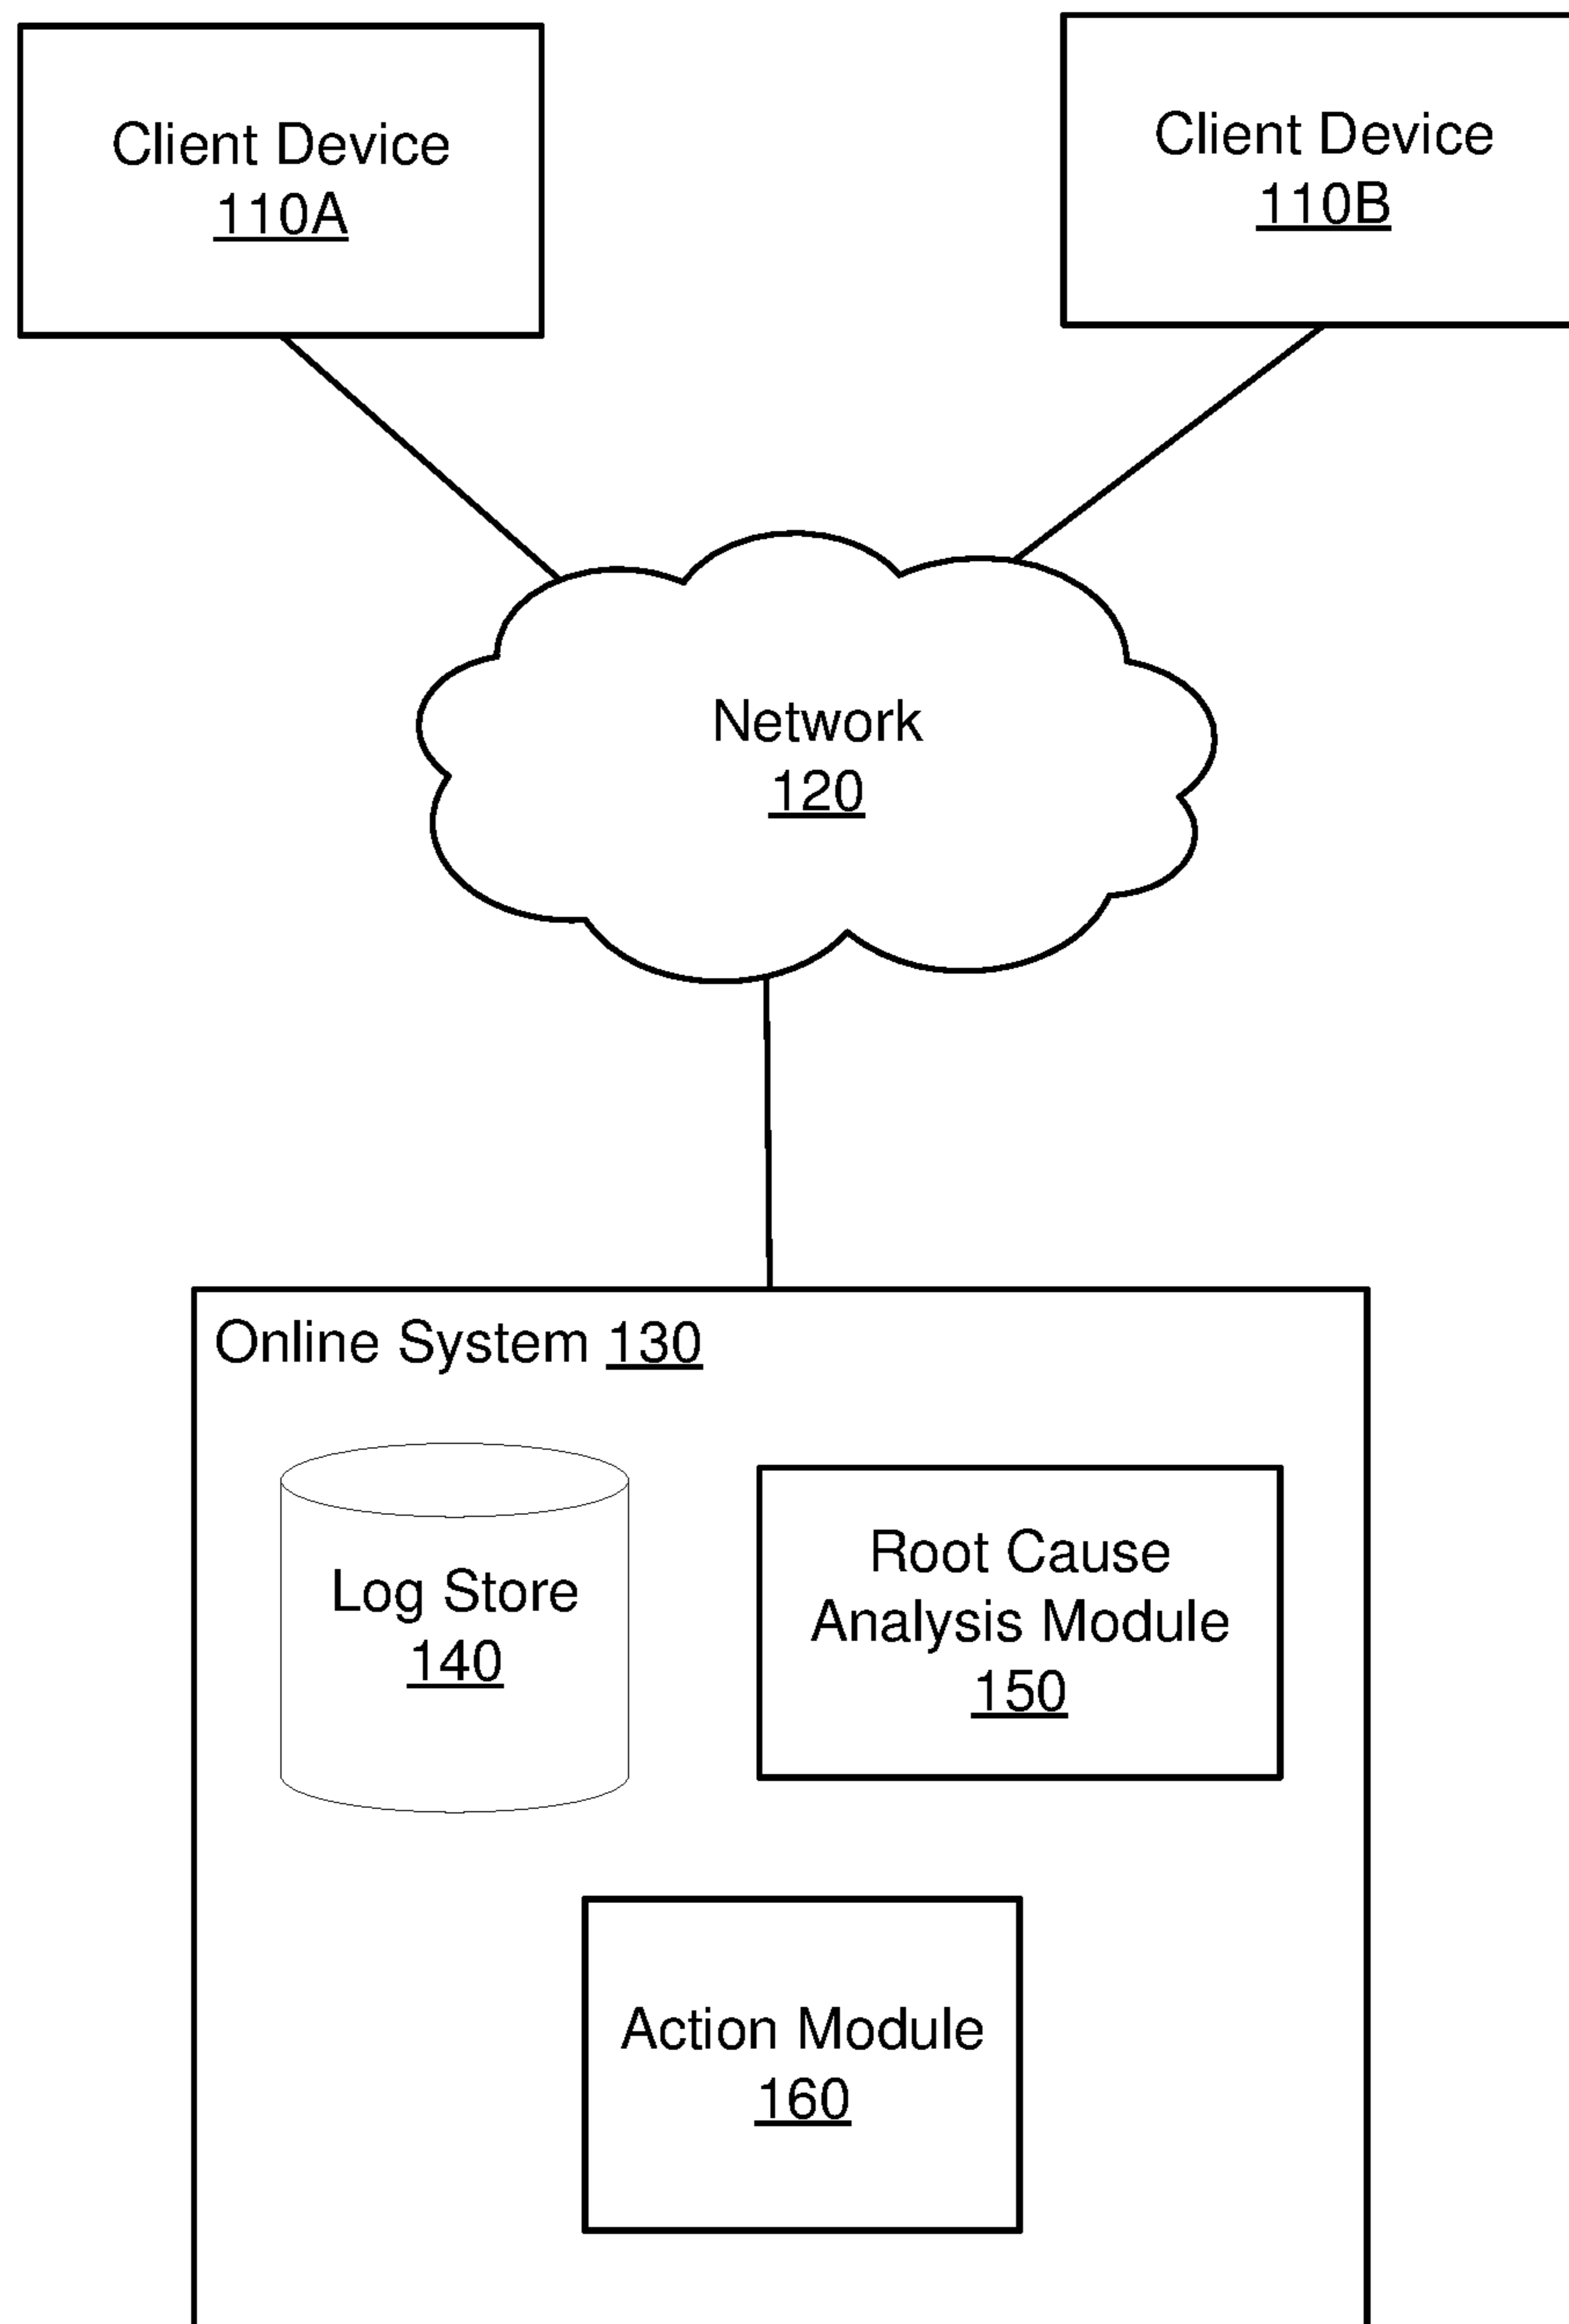 Client Device
110A
Client Device
110B
Network
120
Online System 130
Log Store
140
Root Cause
Analysis Module
150
Action Module
160